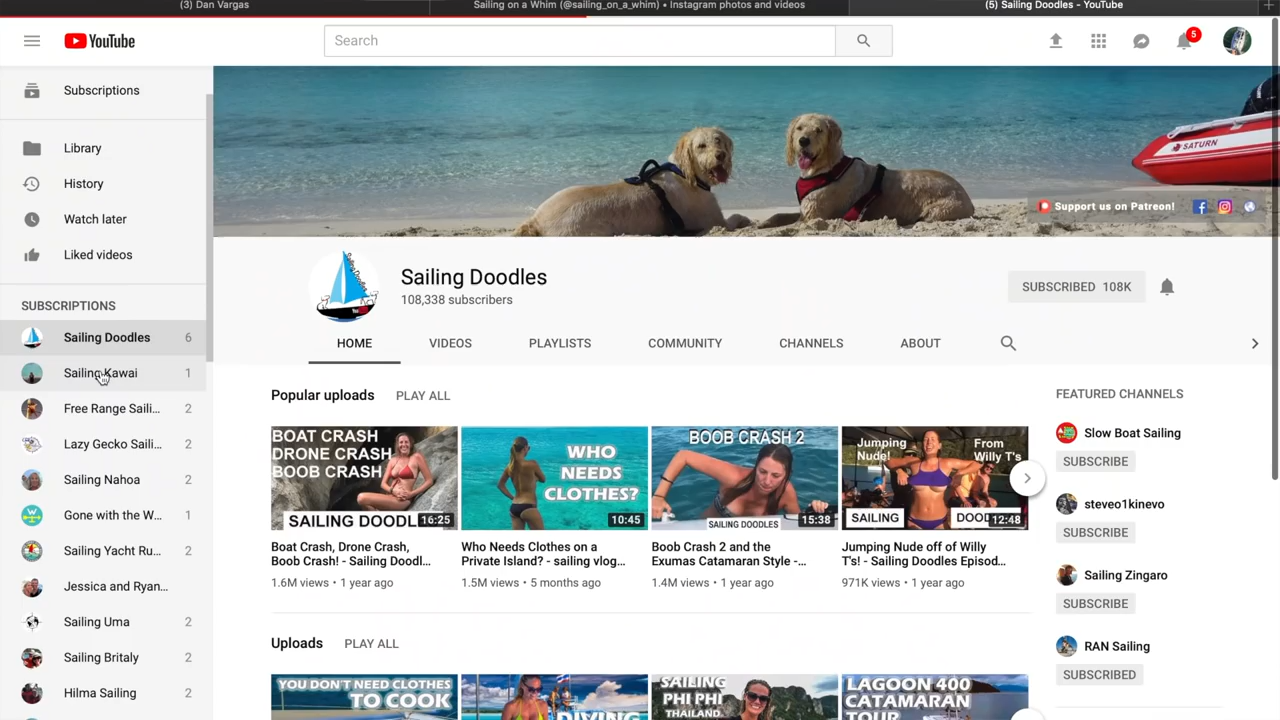 (3) Dan Vargas
Sailing on a Whim (@sailing_on_a_whim) • Instagram photos and videos
(5) Sailing Doodles - YouTube
YouTube
Search
5
Subscriptions
Library
History
Watch later
Liked videos
SUBSCRIPTIONS
Sailing Doodles 6
Sailing Kawai 1
Free Range Saili... 2
Lazy Gecko Saili... 2
Sailing Nahoa 2
Gone with the W... 1
Sailing Yacht Ru... 2
Jessica and Ryan...
Sailing Uma 2
Sailing Britaly 2
Hilma Sailing 2
SATURN
Support us on Patreon!
Sailing Doodles
108,338 subscribers
SUBSCRIBED 108K
HOME VIDEOS PLAYLISTS COMMUNITY CHANNELS ABOUT
Popular uploads PLAY ALL
BOAT CRASH
DRONE CRASH
BOOB CRASH
SAILING DOODL
16:25
Boat Crash, Drone Crash,
Boob Crash! - Sailing Doodl...
1.6M views • 1 year ago
WHO
NEEDS
CLOTHES?
10:45
Who Needs Clothes on a
Private Island? - sailing vlog...
1.5M views • 5 months ago
BOOB CRASH 2
SAILING DOODLES
15:38
Boob Crash 2 and the
Exumas Catamaran Style -...
1.4M views • 1 year ago
Jumping
Nude!
From
Willy T's!
SAILING DOOD
12:48
Jumping Nude off of Willy
T's! - Sailing Doodles Episod...
971K views • 1 year ago
Uploads PLAY ALL
YOU DON'T NEED CLOTHES
TO COOK
DIVING
SAILING
PHI PHI
THAILAND.
LAGOON 400
CATAMARAN
TOUR
FEATURED CHANNELS
Slow Boat Sailing
SUBSCRIBE
steveo1kinevo
SUBSCRIBE
Sailing Zingaro
SUBSCRIBE
RAN Sailing
SUBSCRIBED